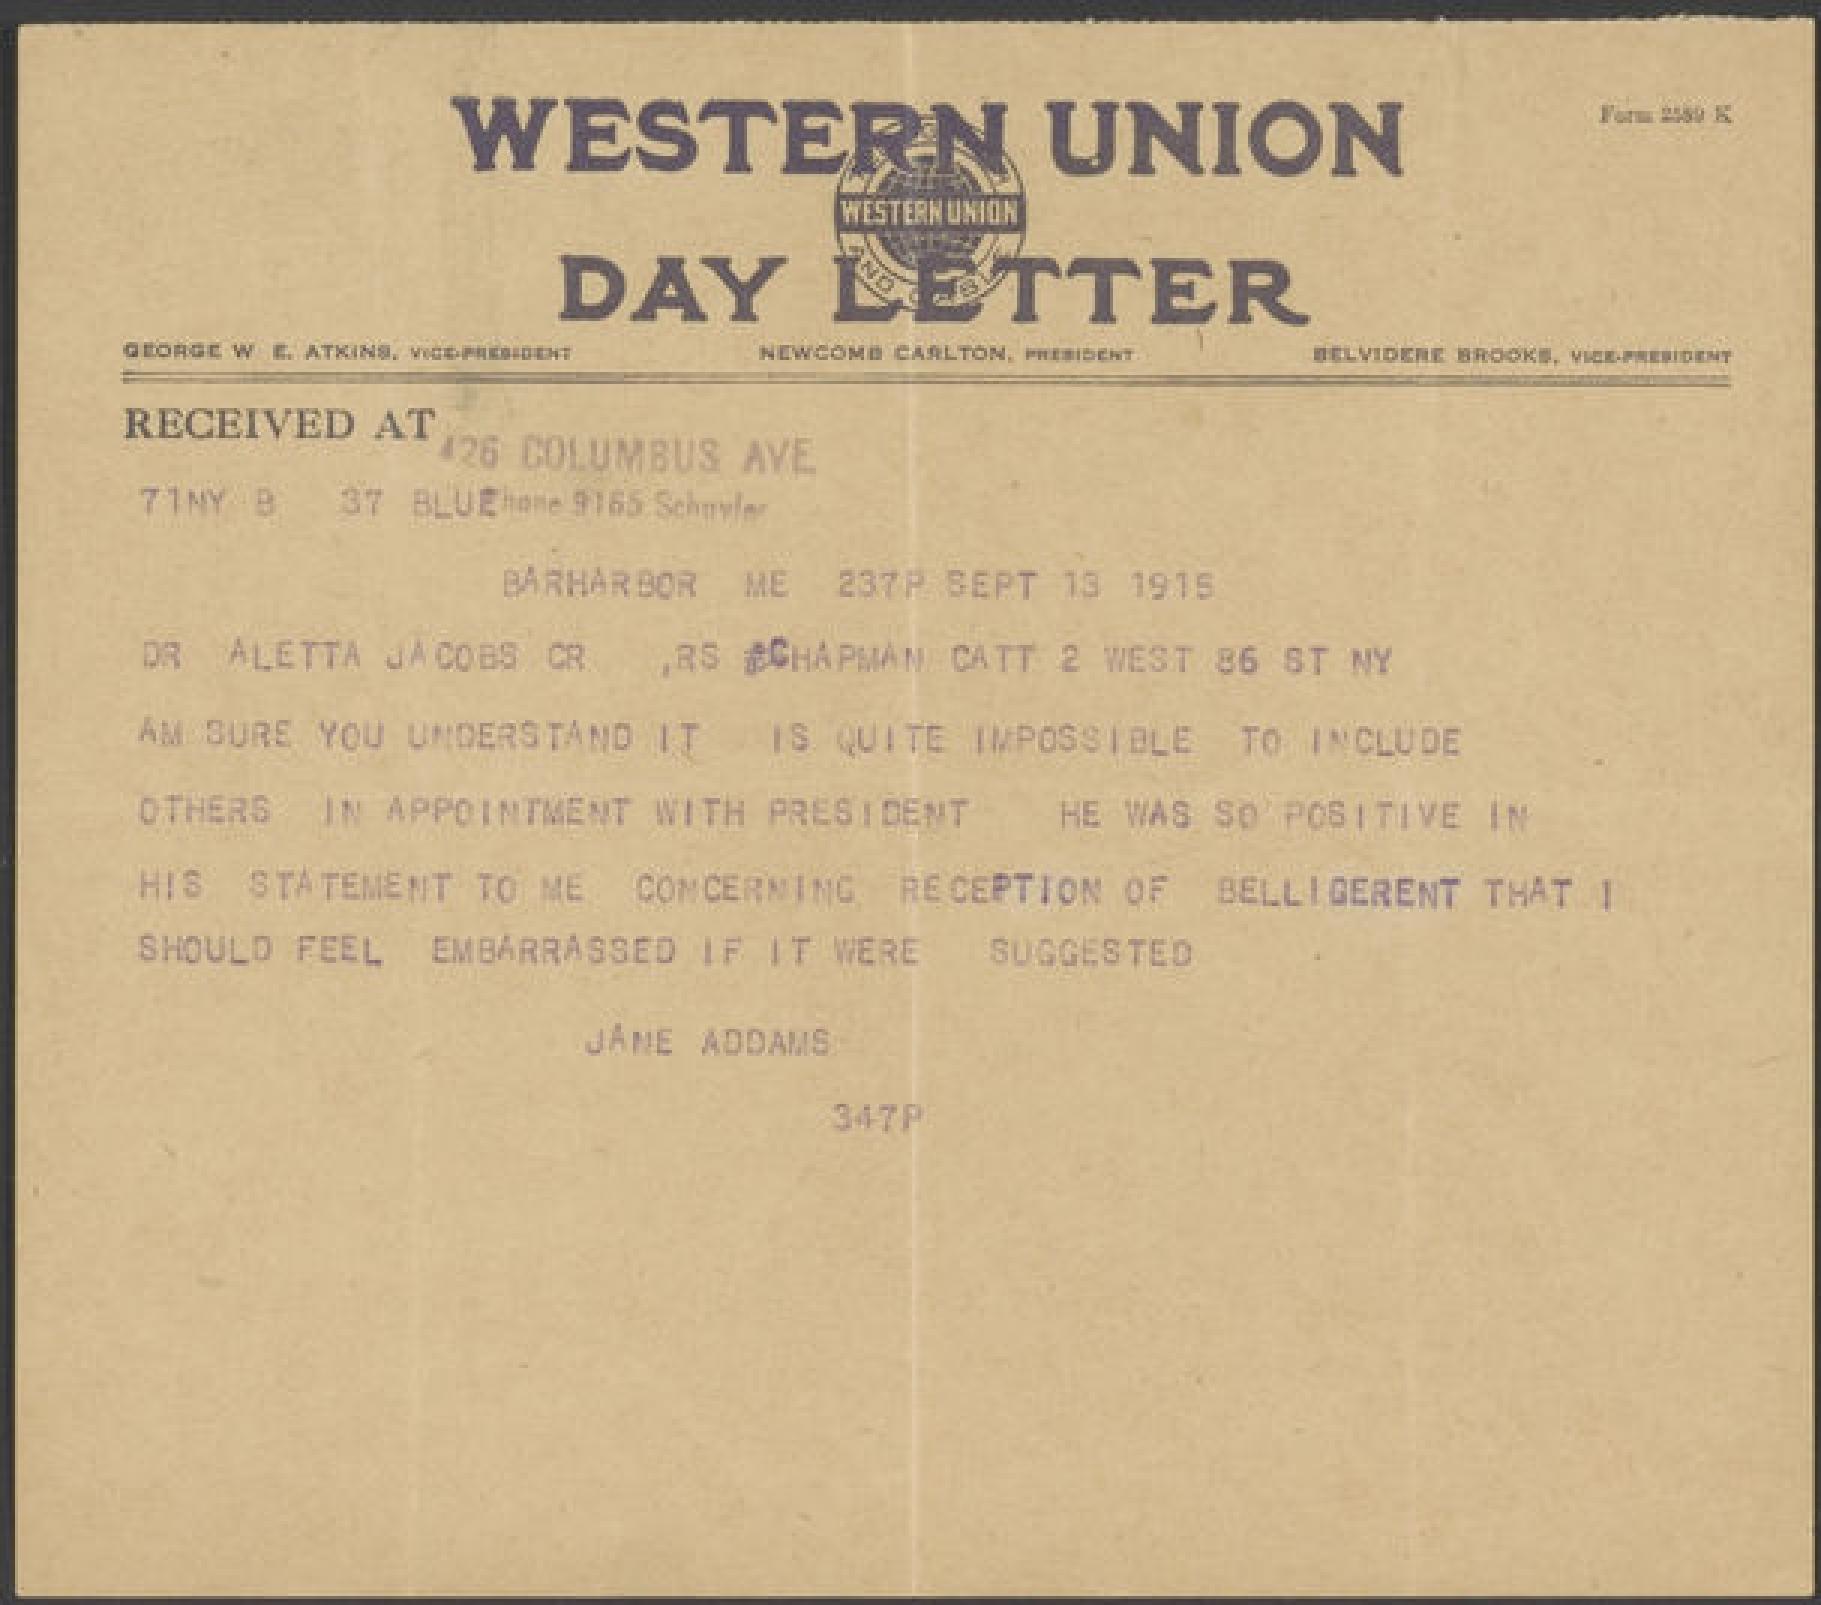 WESTERN UNION
Form 2589 K
WESTERN UNION
AND CABLE
DAY LETTER
GEORGE W. E. ATKINS, VICE-PRESIDENT NEWCOMB CARLTON, PRESIDENT BELVIDERE BROOKS, VICE-PRESIDENT
RECEIVED AT
426 COLUMBUS AVE
71NY B 37 BLUE hone 9165 Schuyler
BARHARBOR ME 237P SEPT 13 1915
DR ALETTA JACOBS CR ,RS CHAPMAN CATT 2 WEST 86 ST NY
AM SURE YOU UNDERSTAND IT IS QUITE IMPOSSIBLE TO INCLUDE
OTHERS IN APPOINTMENT WITH PRESIDENT HE WAS SO POSITIVE IN
HIS STATEMENT TO ME CONCERNING RECEPTION OF BELLIGERENT THAT I
SHOULD FEEL EMBARRASSED IF IT WERE SUGGESTED
JANE ADDAMS
347P